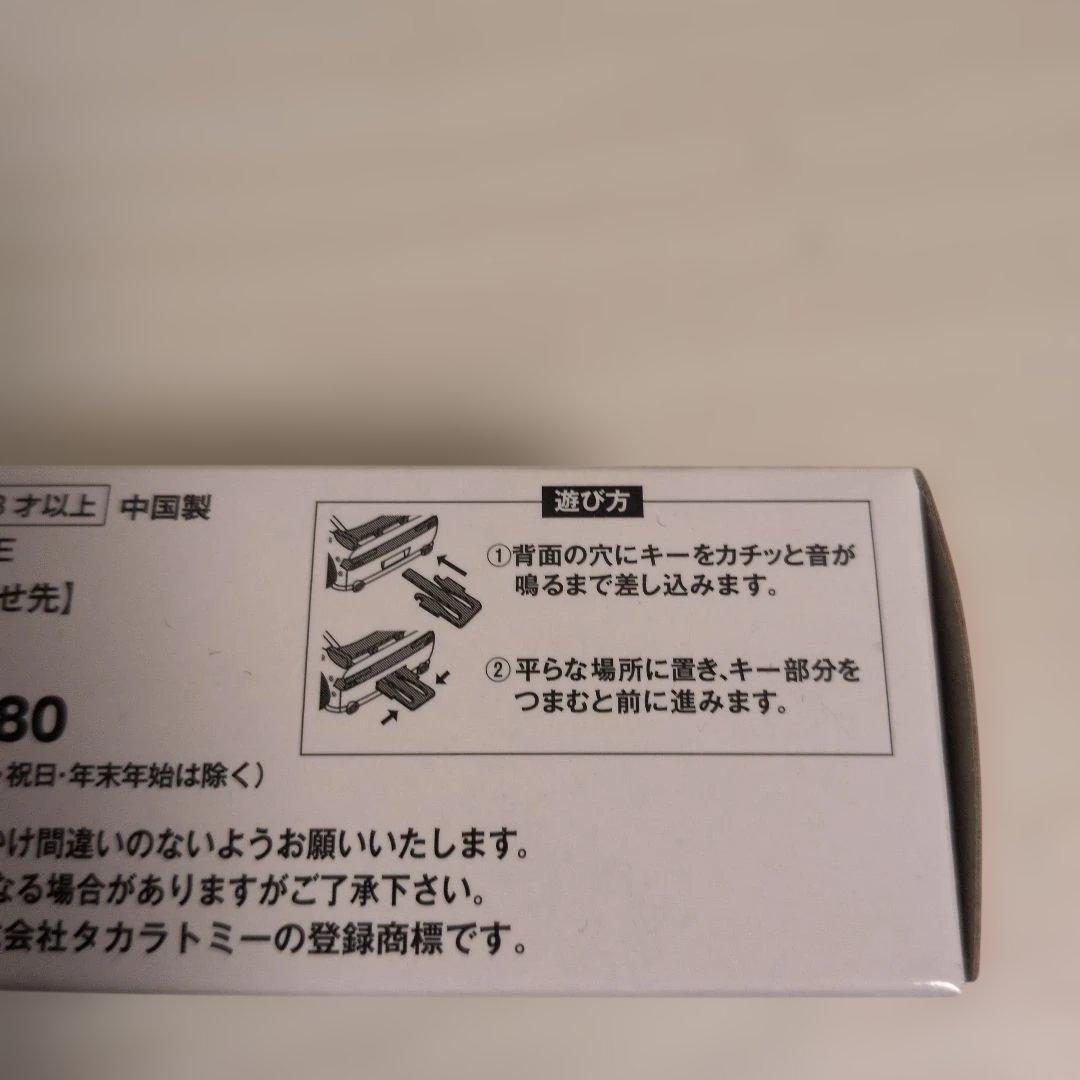 3才以上 中国製
E
せ先】
80
・祝日・年末年始は除く）
け間違いのないようお願いいたします。
なる場合がありますがご了承下さい。
会社タカラトミーの登録商標です。
遊び方
①背面の穴にキーをカチッと音が
鳴るまで差し込みます。
②平らな場所に置き、キー部分を
つまむと前に進みます。